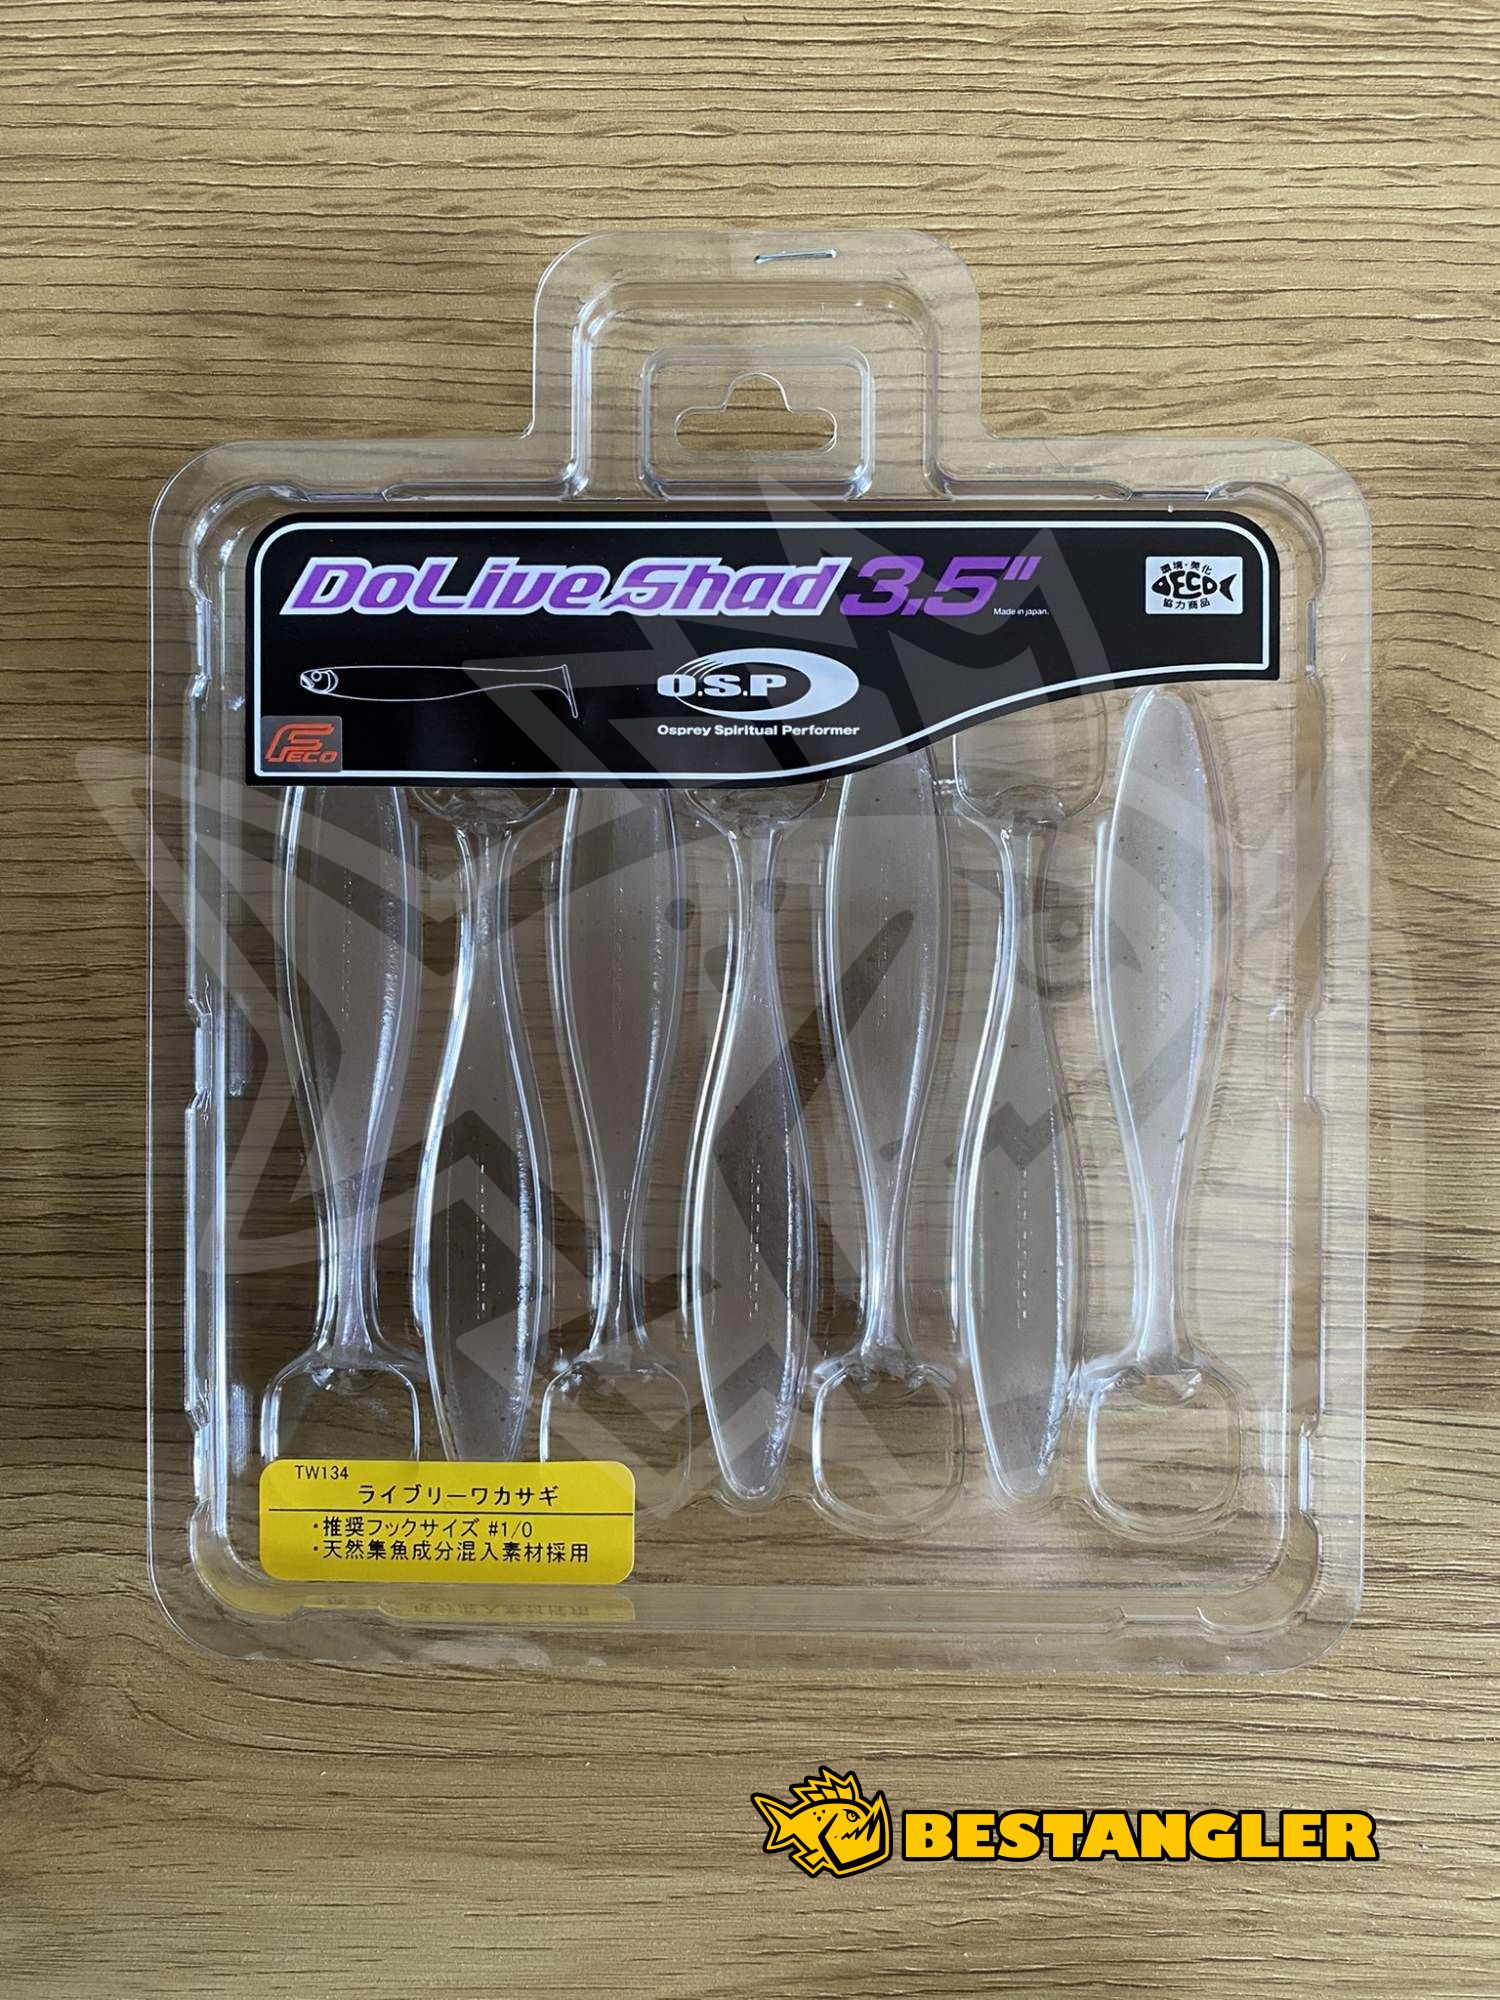 DoLive Shad 3.5"
Made in japan.
環境・美化
ECO
協力商品
O.S.P
Osprey Spiritual Performer
FECO
TW134
ライブリーワカサギ
・推奨フックサイズ #1/0
・天然集魚成分混入素材採用
BESTANGLER